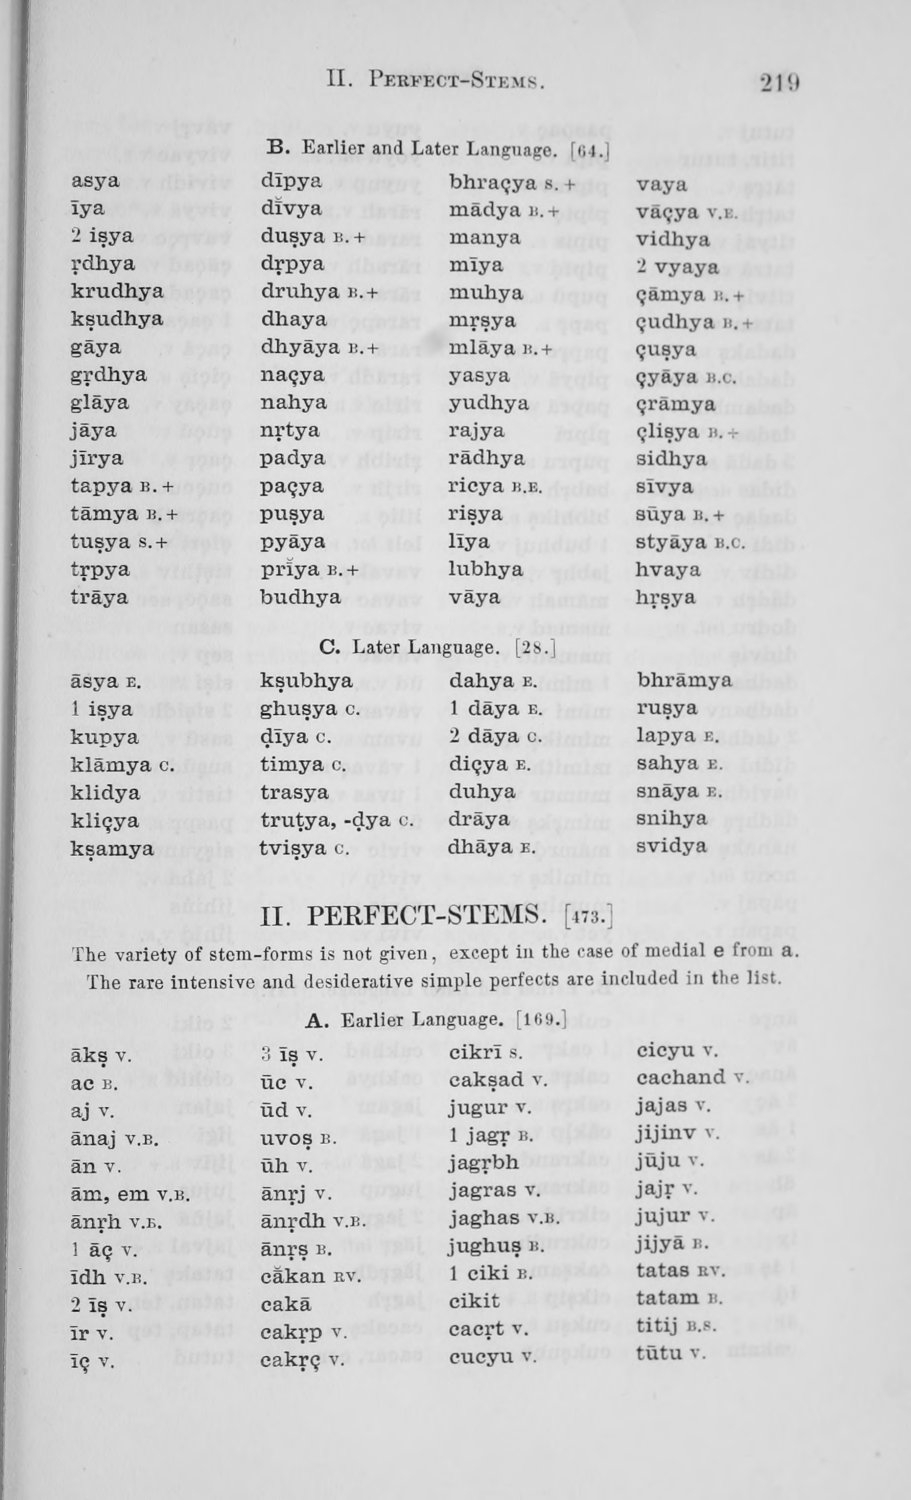 II. PERFECT-STEMS. 219
B. Earlier and Later Language. [64.]
asya dīpya bhraçya S. + vaya
īya dī̆vya mādya B. + vāçya V.E.
2 iṣya duṣya B. + manya vidhya
ṛdhya dṛpya mīya 2 vyaya
krudhya druhya B. + muhya çāmya B. +
kṣudhya dhaya mṛṣya çudhya B. +
gāya dhyāya B. + mlāya B. + çuṣya
gṛdhya naçya yasya çyāya B.C.
glāya nahya yudhya çrāmya
jāya nṛtya rajya çliṣya B. +
jīrya padya rādhya sidhya
tapya B. + paçya ricya B.E. sīvya
tāmya B. + puṣya riṣya sūya B. +
tuṣya S. + pyāya līya styāya B.C.
tṛpya prī̆ya B. + lubhya hvaya
trāya budhya vāya hṛṣya
C. Later Language. [28.]
āsya E. kṣubhya dahya E. bhrāmya
1 iṣya ghuṣya C. 1 dāya E. ruṣya
kupya ḍīya C. 2 dāya C. lapya E.
klāmya C. timya C. diçya E. sahya E.
klidya trasya duhya snāya E.
kliçya truṭya, -ḍya C. drāya snihya
kṣamya tviṣya C. dhāya E. svidya
II. PERFECT-STEMS. [473.]
The variety of stem-forms is not given, except in the case of medial e from a.
The rare intensive and desiderative simple perfects are included in the list.
A. Earlier Language. [169.]
ākṣ V. 3 īṣ V. cikrī S. cicyu V.
āc B. ūc V. cakṣad V. cachand V.
āj V. ūd V. jugur V. jajas V.
ānaj V.B. uvoṣ B. 1 jagṛ B. jijinv V.
ān V. ūh V. jagṛbh jūju V.
ām, em V.B. ānṛj V. jagras V. jajṛ V.
ānṛh V.B. ānṛdh V.B. jaghas V.B. jujur V.
1 āç V. ānṛṣ B. jughuṣ B. jijyā B.
īdh V.B. cā̆kan RV. 1 ciki B. tatas RV.
2 īṣ V. cakā cikit tatam B.
īr V. cakṛp V. cacṛt V. titij B.S.
īç V. cakṛç V. cucyu V. tūtu V.